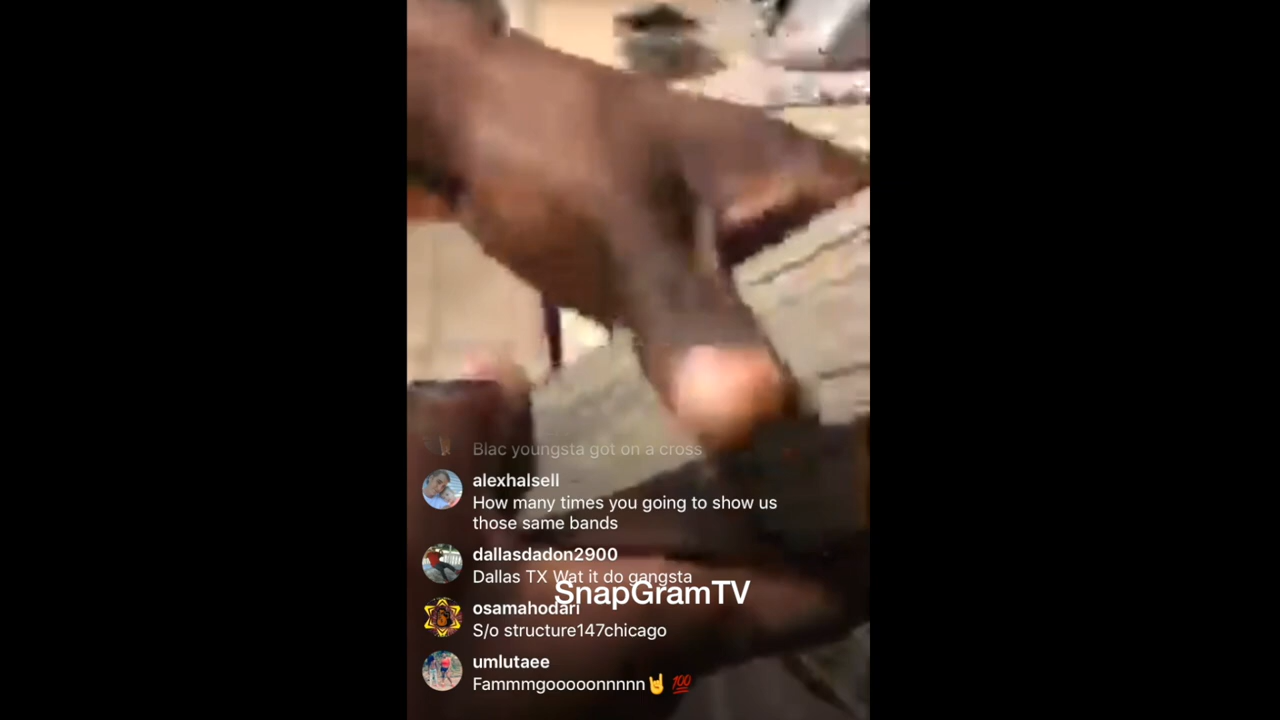 Blac youngsta got on a cross
alexhalsell
How many times you going to show us
those same bands
dallasdadon2900
Dallas TX Wat it do gangsta
SnapGramTV
osamahodari
S/o structure147chicago
umlutaee
Fammmgooooonnnnn🤘 💯